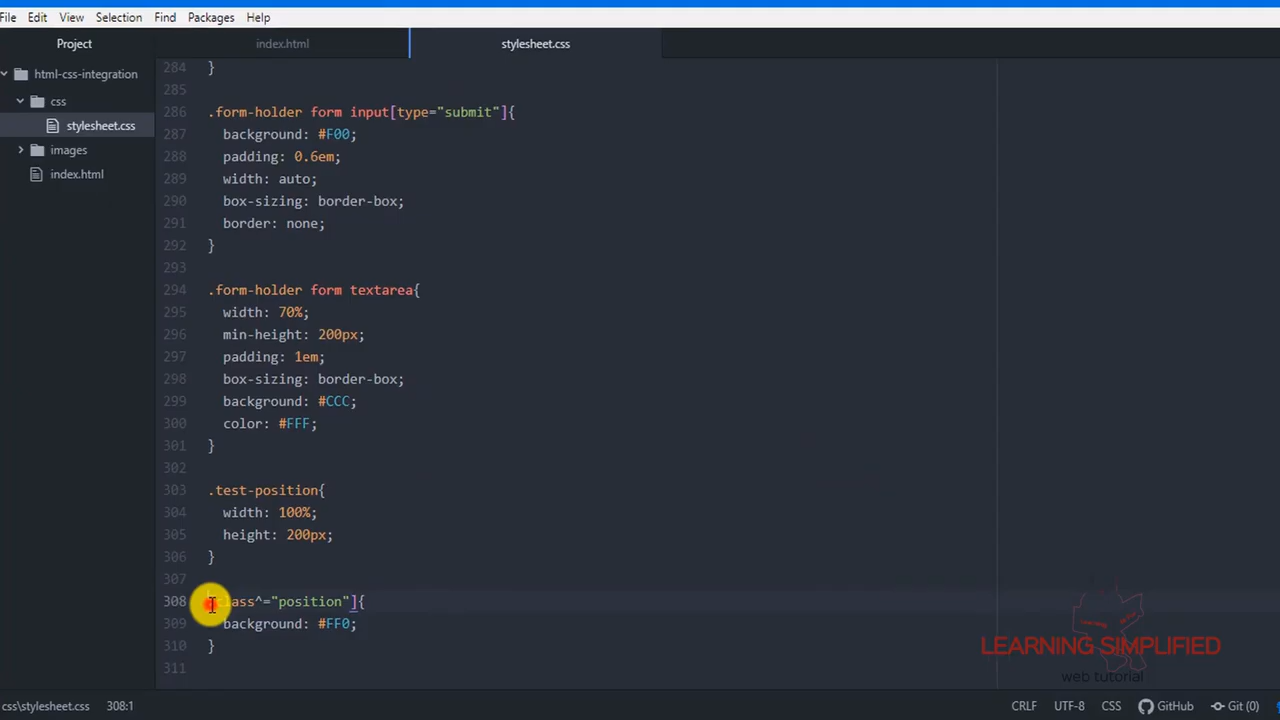 File Edit View Selection Find Packages Help
Project index.html stylesheet.css
html-css-integration
css
stylesheet.css
images
index.html
284 }
285
286 .form-holder form input[type="submit"]{
287 background: #F00;
288 padding: 0.6em;
289 width: auto;
290 box-sizing: border-box;
291 border: none;
292 }
293
294 .form-holder form textarea{
295 width: 70%;
296 min-height: 200px;
297 padding: 1em;
298 box-sizing: border-box;
299 background: #CCC;
300 color: #FFF;
301 }
302
303 .test-position{
304 width: 100%;
305 height: 200px;
306 }
307
308 [class^="position"]{
309 background: #FF0;
310 }
311
LEARNING SIMPLIFIED
web tutorial
css\stylesheet.css 308:1 CRLF UTF-8 CSS GitHub Git (0)